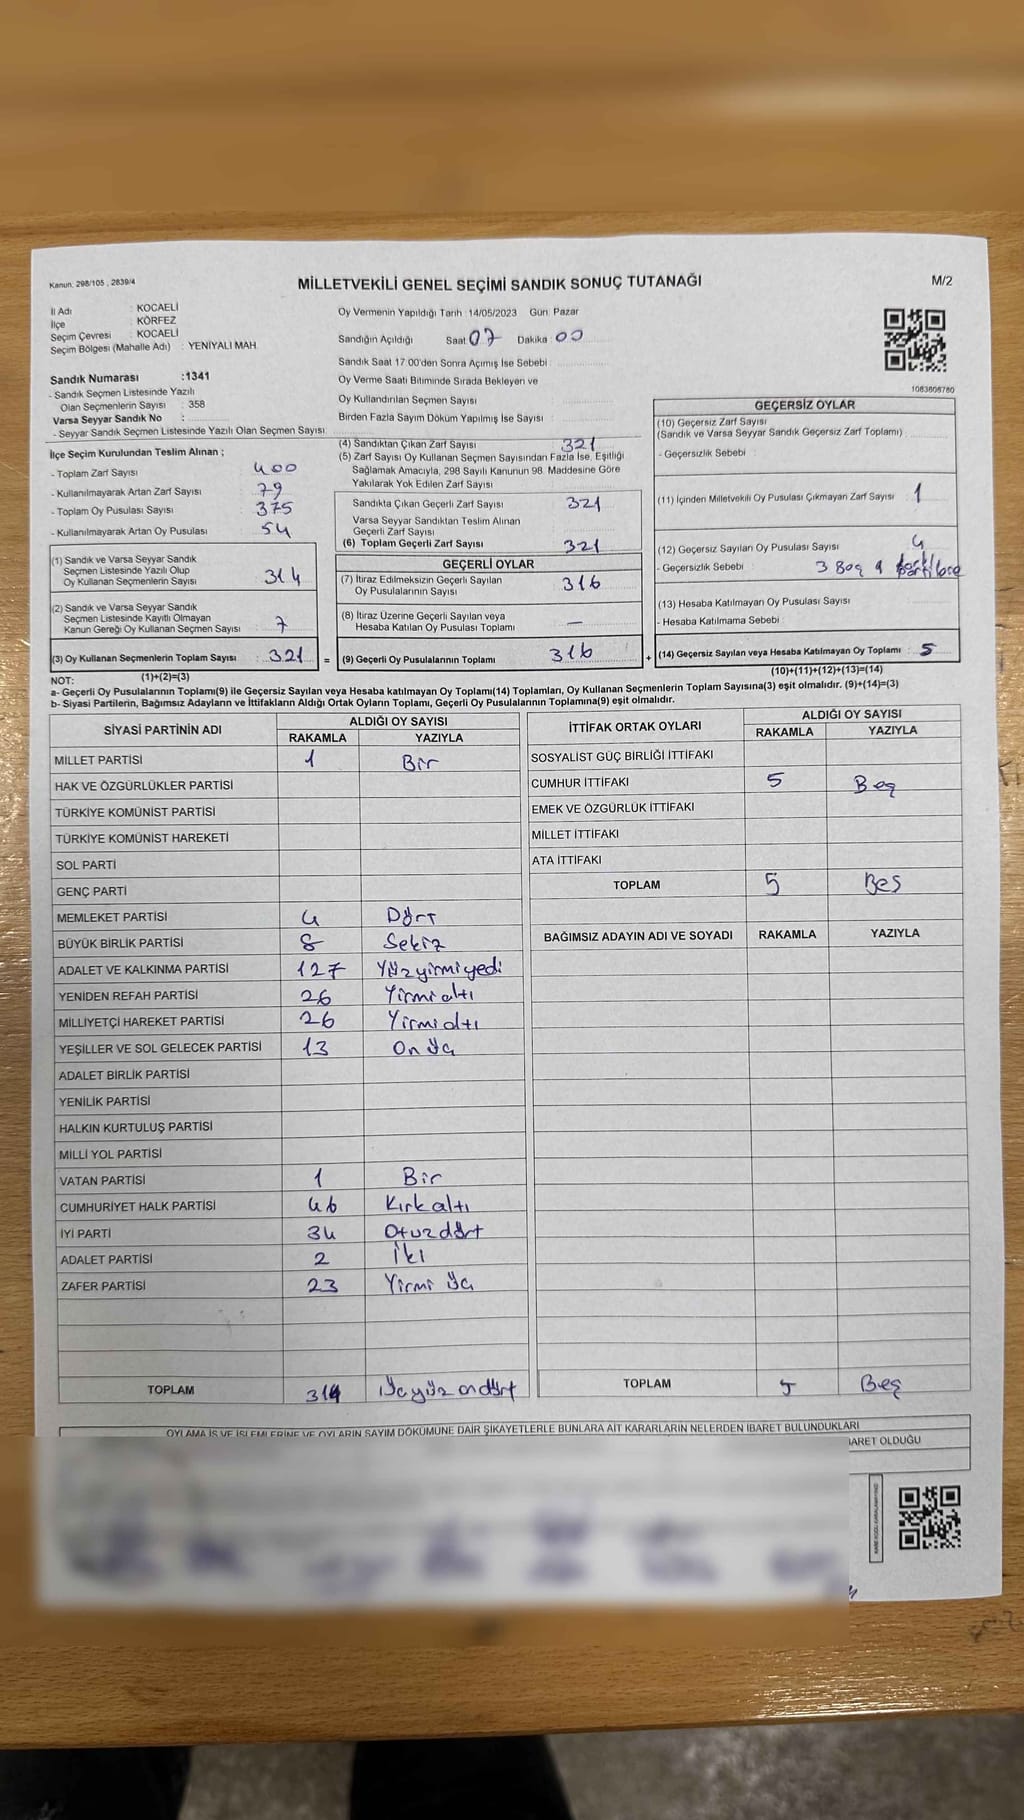 Kanun, 298/105 , 2839/4
MİLLETVEKİLİ GENEL SEÇİMİ SANDIK SONUÇ TUTANAĞI
M/2
İl Adı : KOCAELİ
İlçe : KÖRFEZ
Seçim Çevresi : KOCAELİ
Seçim Bölgesi (Mahalle Adı) : YENİYALI MAH.
Sandık Numarası :1341
- Sandık Seçmen Listesinde Yazılı
Olan Seçmenlerin Sayısı : 358
Varsa Seyyar Sandık No :
- Seyyar Sandık Seçmen Listesinde Yazılı Olan Seçmen Sayısı:
İlçe Seçim Kurulundan Teslim Alınan ;
- Toplam Zarf Sayısı 400
- Kullanılmayarak Artan Zarf Sayısı 79
- Toplam Oy Pusulası Sayısı 375
- Kullanılmayarak Artan Oy Pusulası 54
(1) Sandık ve Varsa Seyyar Sandık
Seçmen Listesinde Yazılı Olup
Oy Kullanan Seçmenlerin Sayısı : 314
(2) Sandık ve Varsa Seyyar Sandık
Seçmen Listesinde Kayıtlı Olmayan
Kanun Gereği Oy Kullanan Seçmen Sayısı : 7
(3) Oy Kullanan Seçmenlerin Toplam Sayısı : 321 =
(1)+(2)=(3)
Oy Vermenin Yapıldığı Tarih :14/05/2023 Gün: Pazar
Sandığın Açıldığı Saat 07 Dakika 00
Sandık Saat 17:00'den Sonra Açımış İse Sebebi
Oy Verme Saati Bitiminde Sırada Bekleyen ve
Oy Kullandırılan Seçmen Sayısı
Birden Fazla Sayım Döküm Yapılmış İse Sayısı
(4) Sandıktan Çıkan Zarf Sayısı 321
(5) Zarf Sayısı Oy Kullanan Seçmen Sayısından Fazla İse, Eşitliği
Sağlamak Amacıyla, 298 Sayılı Kanunun 98. Maddesine Göre
Yakılarak Yok Edilen Zarf Sayısı
Sandıkta Çıkan Geçerli Zarf Sayısı 321
Varsa Seyyar Sandıktan Teslim Alınan
Geçerli Zarf Sayısı
(6) Toplam Geçerli Zarf Sayısı 321
GEÇERLİ OYLAR
(7) İtiraz Edilmeksizin Geçerli Sayılan
Oy Pusulalarının Sayısı : 316
(8) İtiraz Üzerine Geçerli Sayılan veya
Hesaba Katılan Oy Pusulası Toplamı : —
(9) Geçerli Oy Pusulalarının Toplamı 316 +
1083606760
GEÇERSİZ OYLAR
(10) Geçersiz Zarf Sayısı
(Sandık ve Varsa Seyyar Sandık Geçersiz Zarf Toplamı) :
- Geçersizlik Sebebi :
(11) İçinden Milletvekili Oy Pusulası Çıkmayan Zarf Sayısı : 1
(12) Geçersiz Sayılan Oy Pusulası Sayısı 4
- Geçersizlik Sebebi : 3 Boş
(13) Hesaba Katılmayan Oy Pusulası Sayısı
- Hesaba Katılmama Sebebi :
(14) Geçersiz Sayılan veya Hesaba Katılmayan Oy Toplamı : 5
(10)+(11)+(12)+(13)=(14)
NOT:
a- Geçerli Oy Pusulalarının Toplamı(9) ile Geçersiz Sayılan veya Hesaba katılmayan Oy Toplamı(14) Toplamları, Oy Kullanan Seçmenlerin Toplam Sayısına(3) eşit olmalıdır. (9)+(14)=(3)
b- Siyasi Partilerin, Bağımsız Adayların ve İttifakların Aldığı Ortak Oyların Toplamı, Geçerli Oy Pusulalarının Toplamına(9) eşit olmalıdır.
SİYASİ PARTİNİN ADI ALDIĞI OY SAYISI
RAKAMLA YAZIYLA
MİLLET PARTİSİ 1 Bir
HAK VE ÖZGÜRLÜKLER PARTİSİ
TÜRKİYE KOMÜNİST PARTİSİ
TÜRKİYE KOMÜNİST HAREKETİ
SOL PARTİ
GENÇ PARTİ
MEMLEKET PARTİSİ 4 Dört
BÜYÜK BİRLİK PARTİSİ 8 Sekiz
ADALET VE KALKINMA PARTİSİ 127 Yüzyirmiyedi
YENİDEN REFAH PARTİSİ 26 Yirmi altı
MİLLİYETÇİ HAREKET PARTİSİ 26 Yirmi altı
YEŞİLLER VE SOL GELECEK PARTİSİ 13 On üç
ADALET BİRLİK PARTİSİ
YENİLİK PARTİSİ
HALKIN KURTULUŞ PARTİSİ
MİLLİ YOL PARTİSİ
VATAN PARTİSİ 1 Bir
CUMHURİYET HALK PARTİSİ 46 Kırk altı
İYİ PARTİ 34 Otuz dört
ADALET PARTİSİ 2 İki
ZAFER PARTİSİ 23 Yirmi üç
TOPLAM 314 Üçyüz ondört
İTTİFAK ORTAK OYLARI ALDIĞI OY SAYISI
RAKAMLA YAZIYLA
SOSYALİST GÜÇ BİRLİĞİ İTTİFAKI
CUMHUR İTTİFAKI 5 Beş
EMEK VE ÖZGÜRLÜK İTTİFAKI
MİLLET İTTİFAKI
ATA İTTİFAKI
TOPLAM 5 Bes
BAĞIMSIZ ADAYIN ADI VE SOYADI RAKAMLA YAZIYLA
TOPLAM 5 Beş
OYLAMA İŞ VE İŞLEMLERİNE VE OYLARIN SAYIM DÖKÜMÜNE DAİR ŞİKAYETLERLE BUNLARA AİT KARARLARIN NELERDEN İBARET BULUNDUKLARI
İBARET OLDUĞU